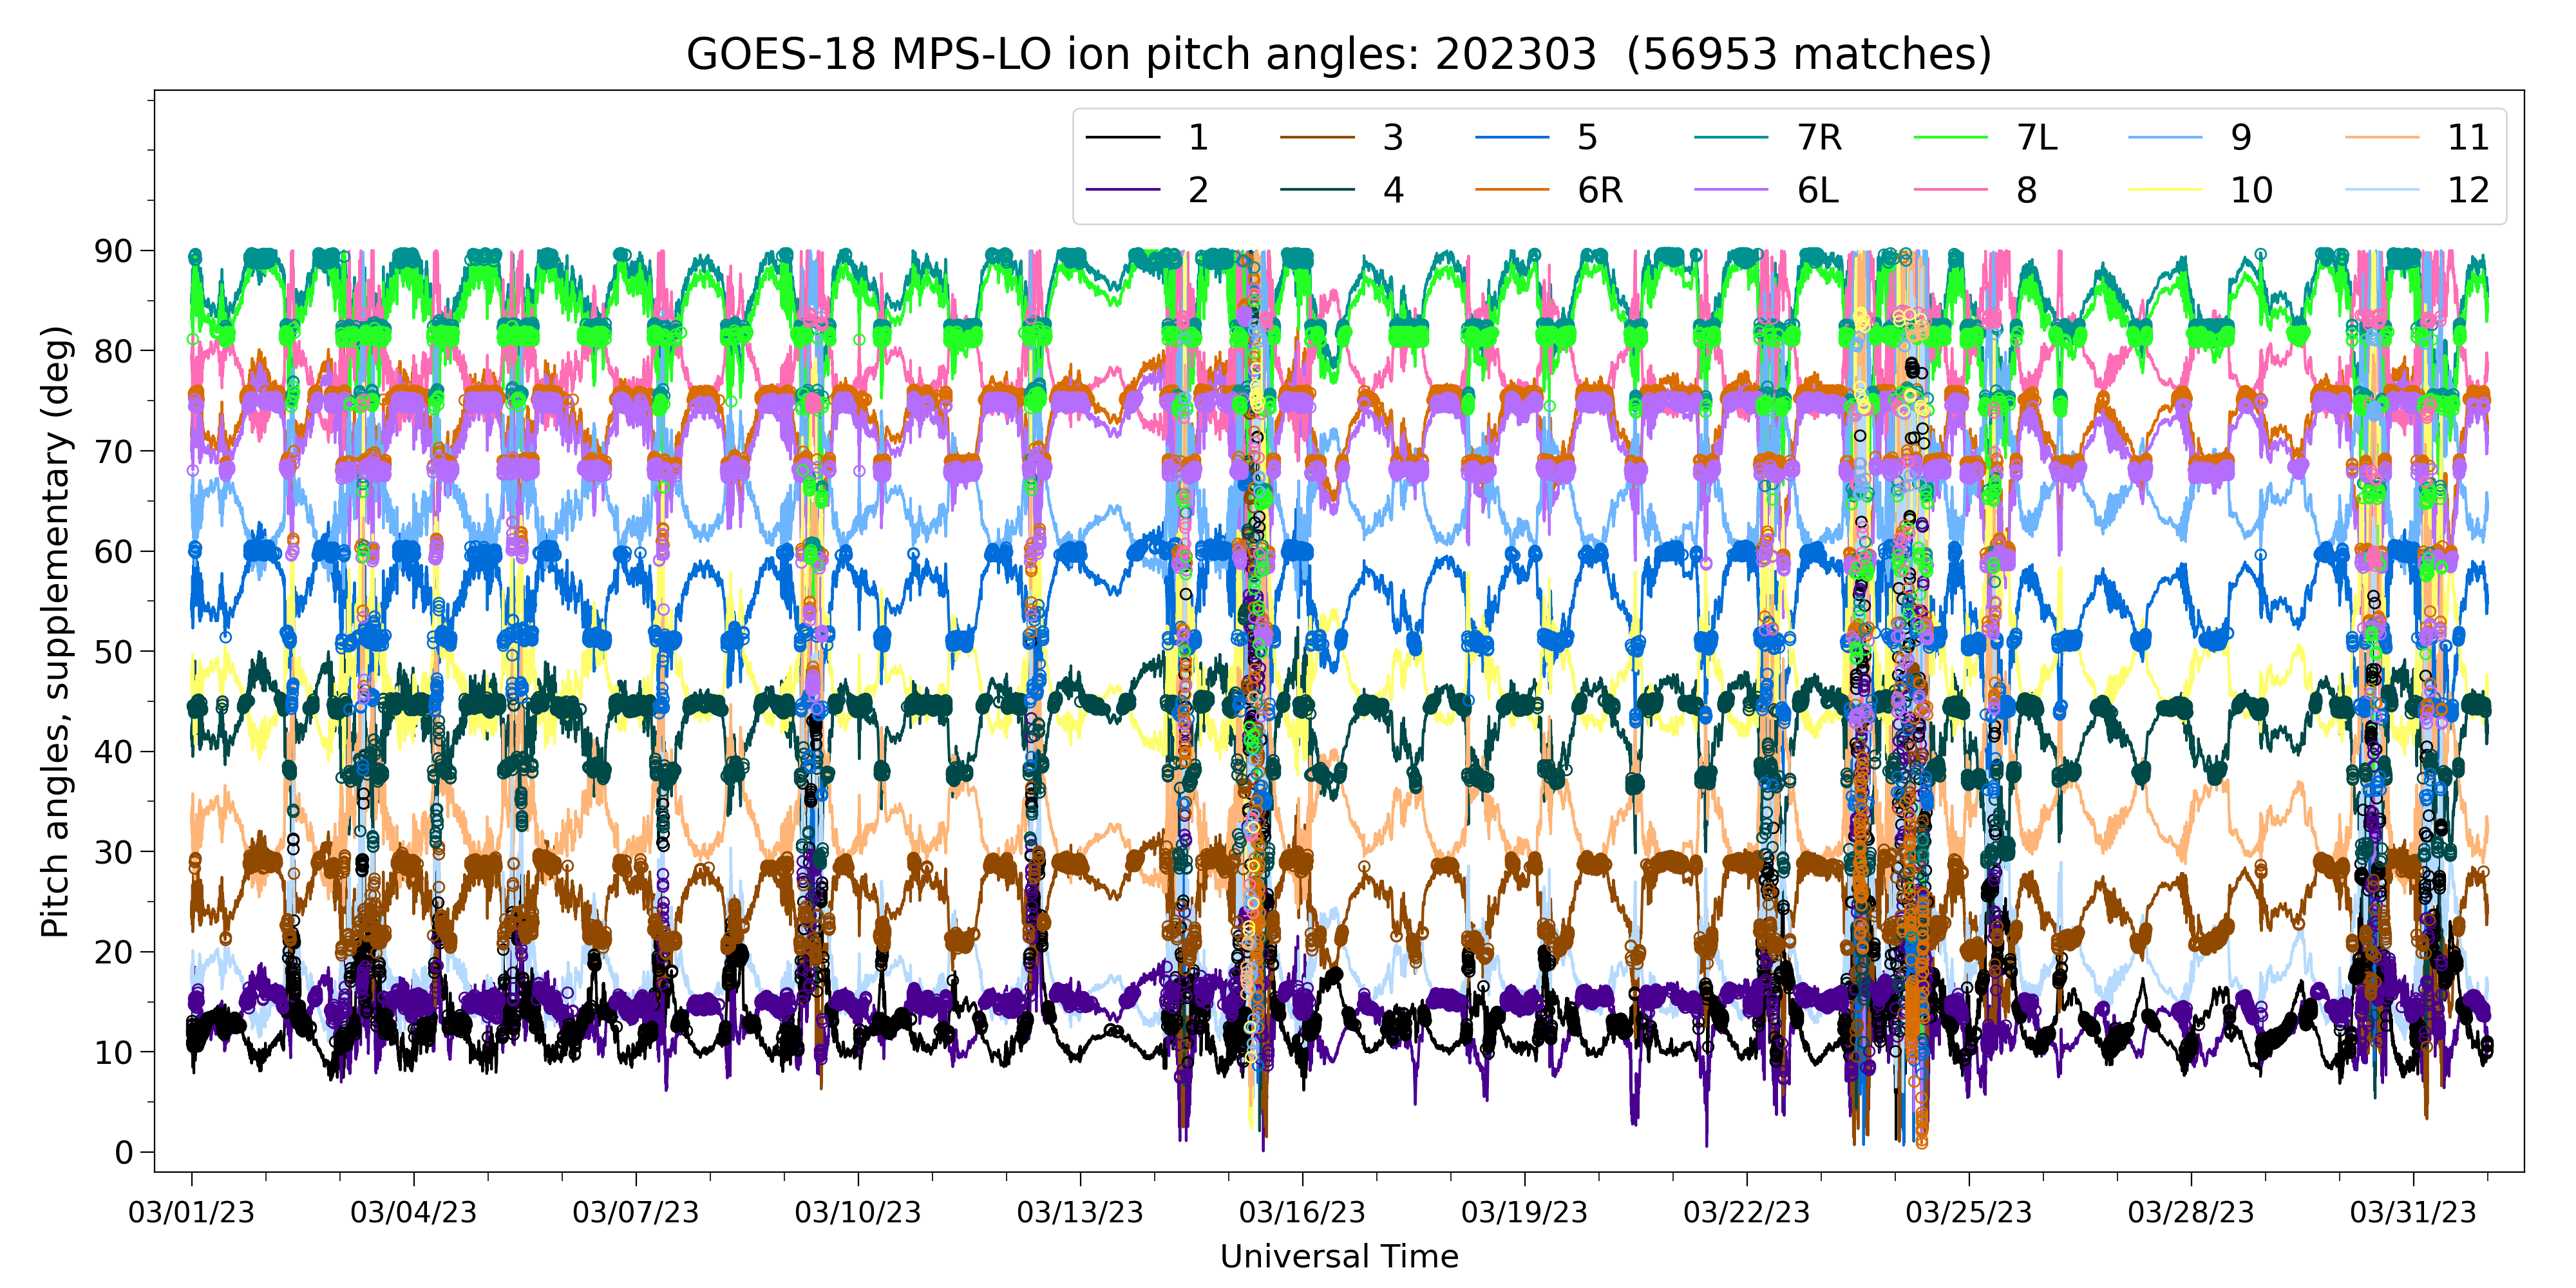 GOES-18 MPS-LO ion pitch angles: 202303  (56953 matches)
1 3 5 7R 7L 9 11
2 4 6R 6L 8 10 12
Pitch angles, supplementary (deg)
90
80
70
60
50
40
30
20
10
0
03/01/23 03/04/23 03/07/23 03/10/23 03/13/23 03/16/23 03/19/23 03/22/23 03/25/23 03/28/23 03/31/23
Universal Time